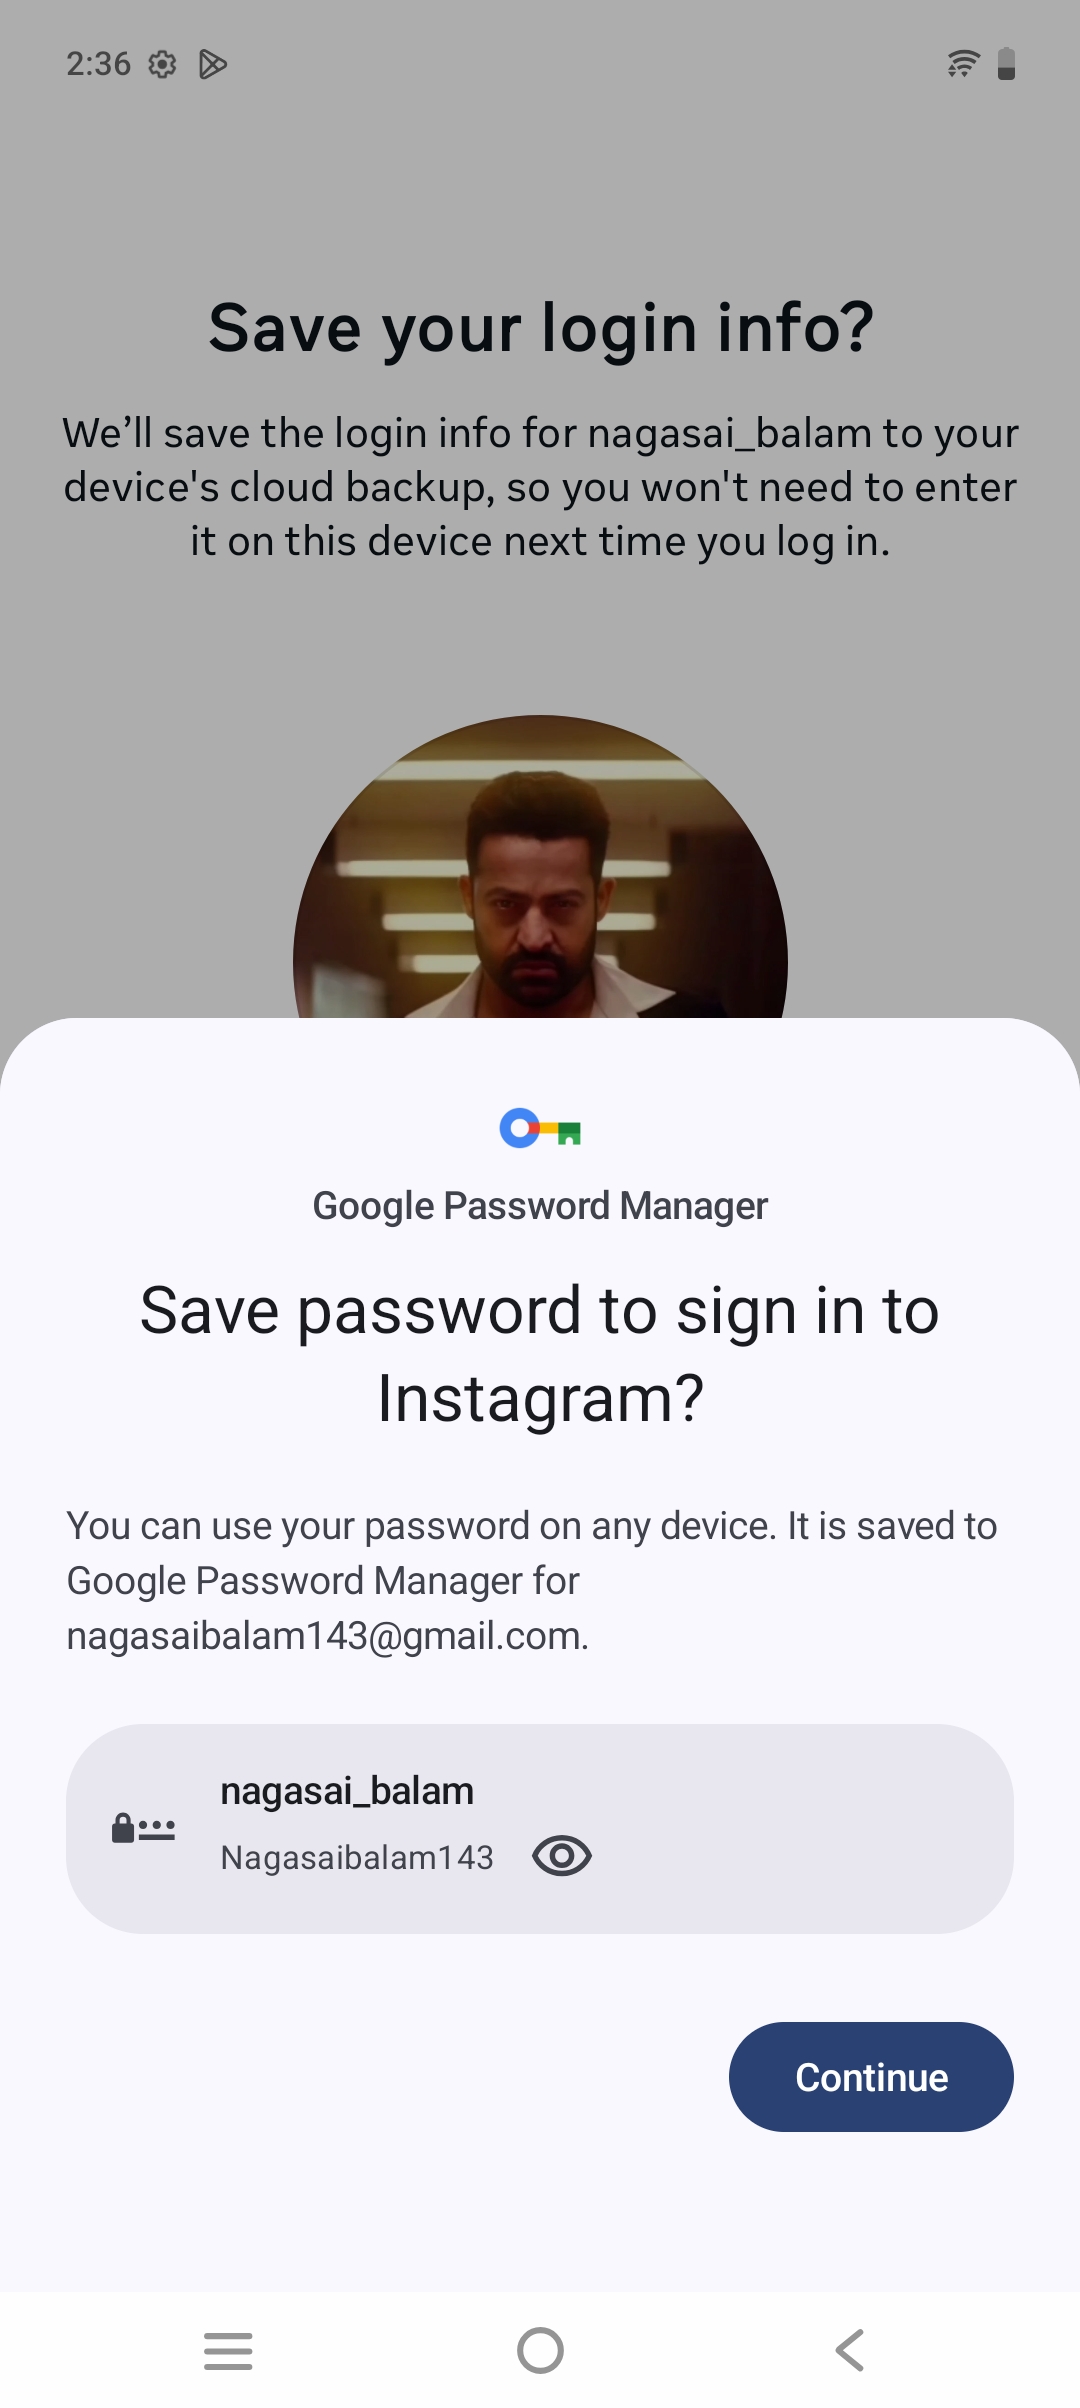 2:36
Save your login info?
We’ll save the login info for nagasai_balam to your
device's cloud backup, so you won't need to enter
it on this device next time you log in.
Google Password Manager
Save password to sign in to
Instagram?
You can use your password on any device. It is saved to
Google Password Manager for
nagasaibalam143@gmail.com.
nagasai_balam
Nagasaibalam143
Continue